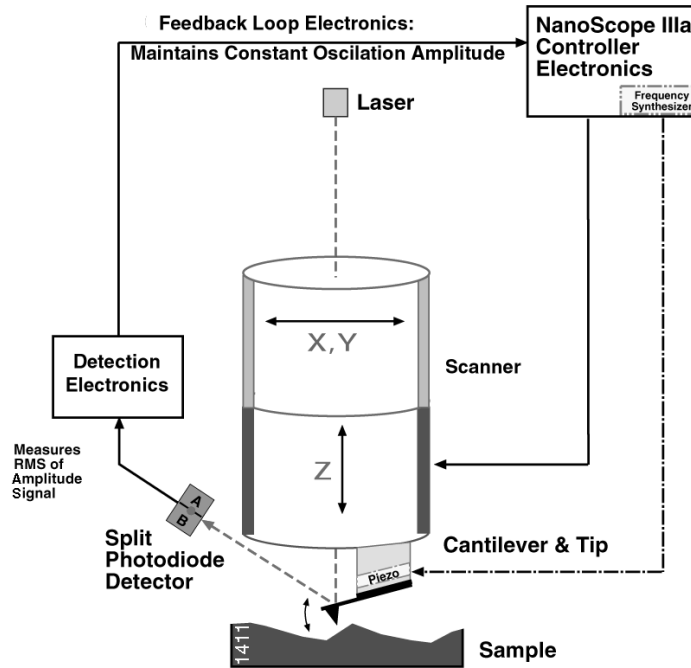 Feedback Loop Electronics:
Maintains Constant Oscilation Amplitude
NanoScope IIIa
Controller
Electronics
Frequency
Synthesizer
Laser
X, Y
Detection
Electronics
Scanner
Measures
RMS of
Amplitude
Signal
Z
A
B
Split
Photodiode
Detector
Cantilever & Tip
Piezo
1411
Sample